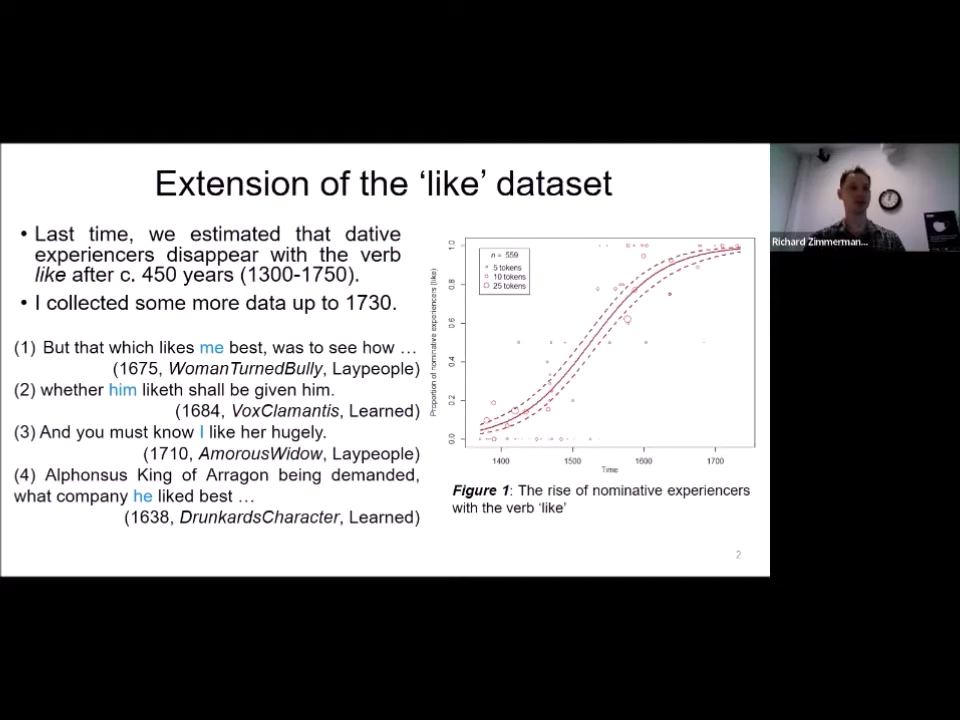 Extension of the ‘like’ dataset
• Last time, we estimated that dative
experiencers disappear with the verb
like after c. 450 years (1300-1750).
• I collected some more data up to 1730.
(1) But that which likes me best, was to see how …
(1675, WomanTurnedBully, Laypeople)
(2) whether him liketh shall be given him.
(1684, VoxClamantis, Learned)
(3) And you must know I like her hugely.
(1710, AmorousWidow, Laypeople)
(4) Alphonsus King of Arragon being demanded,
what company he liked best …
(1638, DrunkardsCharacter, Learned)
Proportion of nominative experiencers (like)
1.0
0.8
0.6
0.4
0.2
0.0
n = 559
5 tokens
10 tokens
25 tokens
1400 1500 1600 1700
Time
Figure 1: The rise of nominative experiencers
with the verb ‘like’
2
Richard Zimmerman...